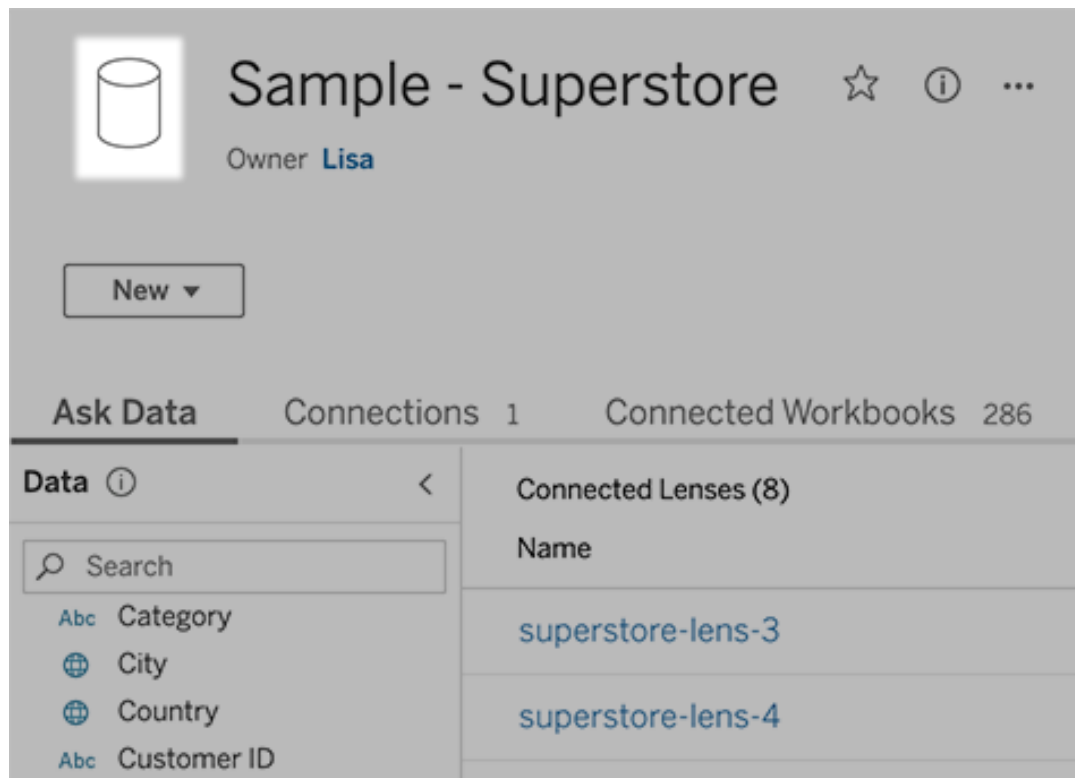 Sample - Superstore
Owner Lisa
New
Ask Data Connections 1 Connected Workbooks 286
Data
Search
Abc Category
City
Country
Abc Customer ID
Connected Lenses (8)
Name
superstore-lens-3
superstore-lens-4